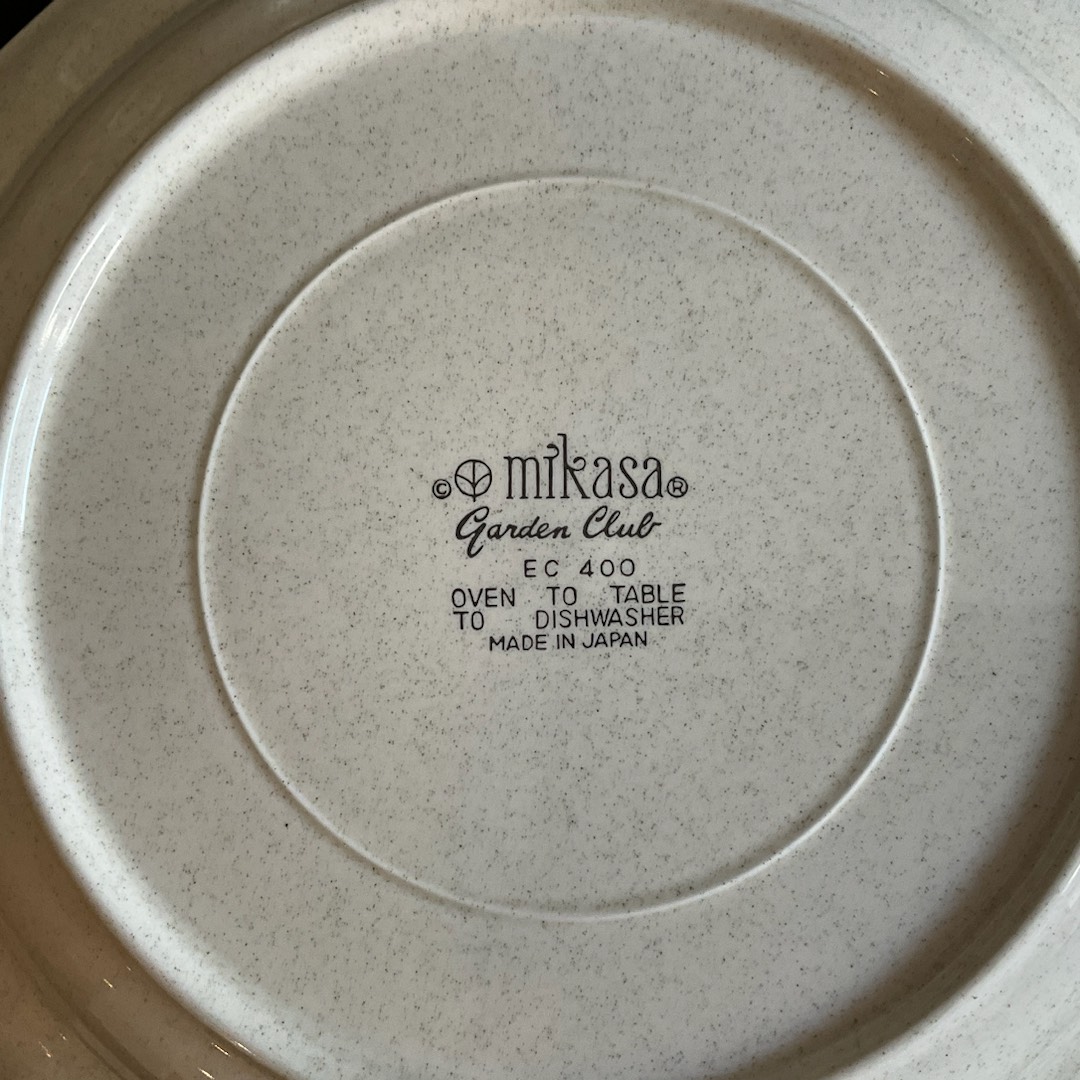 © mikasa®
Garden Club
EC 400
OVEN TO TABLE
TO DISHWASHER
MADE IN JAPAN